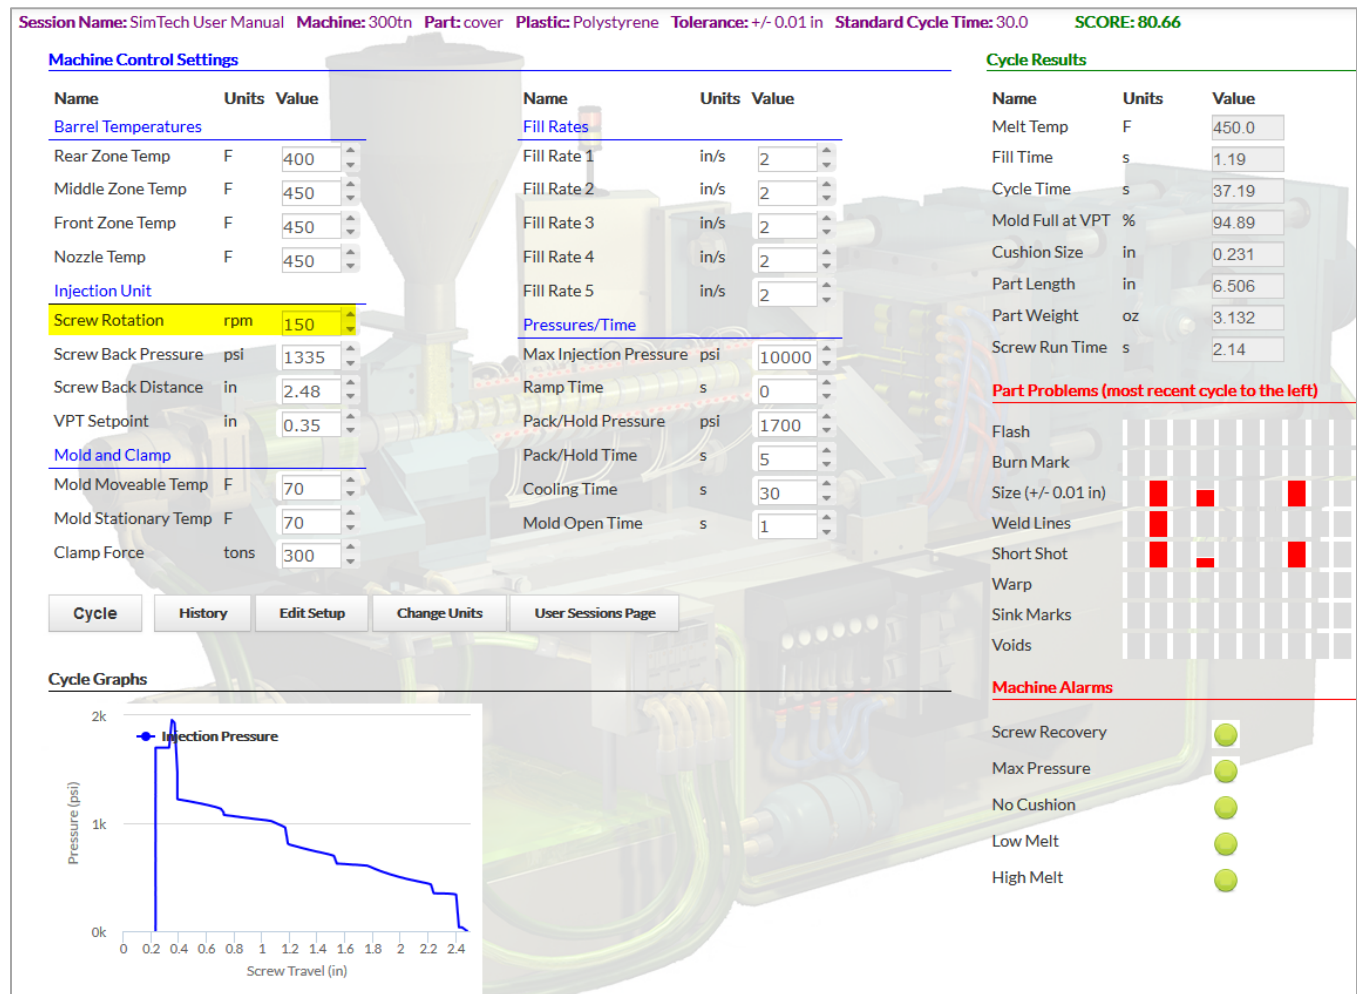 Session Name: SimTech User Manual Machine: 300tn Part: cover Plastic: Polystyrene Tolerance: +/- 0.01 in Standard Cycle Time: 30.0 SCORE: 80.66
Machine Control Settings
Name Units Value
Barrel Temperatures
Rear Zone Temp F 400
Middle Zone Temp F 450
Front Zone Temp F 450
Nozzle Temp F 450
Injection Unit
Screw Rotation rpm 150
Screw Back Pressure psi 1335
Screw Back Distance in 2.48
VPT Setpoint in 0.35
Mold and Clamp
Mold Moveable Temp F 70
Mold Stationary Temp F 70
Clamp Force tons 300
Name Units Value
Fill Rates
Fill Rate 1 in/s 2
Fill Rate 2 in/s 2
Fill Rate 3 in/s 2
Fill Rate 4 in/s 2
Fill Rate 5 in/s 2
Pressures/Time
Max Injection Pressure psi 10000
Ramp Time s 0
Pack/Hold Pressure psi 1700
Pack/Hold Time s 5
Cooling Time s 30
Mold Open Time s 1
Cycle History Edit Setup Change Units User Sessions Page
Cycle Graphs
2k
Injection Pressure
1k
Pressure (psi)
0k
0 0.2 0.4 0.6 0.8 1 1.2 1.4 1.6 1.8 2 2.2 2.4
Screw Travel (in)
Cycle Results
Name Units Value
Melt Temp F 450.0
Fill Time s 1.19
Cycle Time s 37.19
Mold Full at VPT % 94.89
Cushion Size in 0.231
Part Length in 6.506
Part Weight oz 3.132
Screw Run Time s 2.14
Part Problems (most recent cycle to the left)
Flash
Burn Mark
Size (+/- 0.01 in)
Weld Lines
Short Shot
Warp
Sink Marks
Voids
Machine Alarms
Screw Recovery
Max Pressure
No Cushion
Low Melt
High Melt